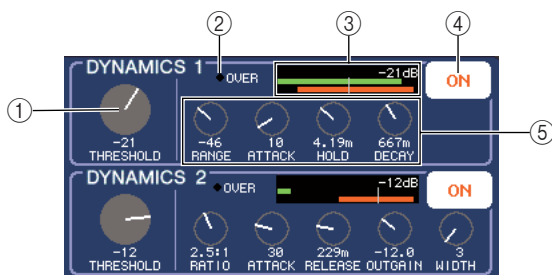 ② ③ ④
DYNAMICS 1
OVER
-21dB
ON
①
⑤
-21
THRESHOLD
-46 10 4.19m 667m
RANGE ATTACK HOLD DECAY
DYNAMICS 2
OVER
-12dB
ON
-12
THRESHOLD
2.5:1 30 229m -12.0 3
RATIO ATTACK RELEASE OUTGAIN WIDTH